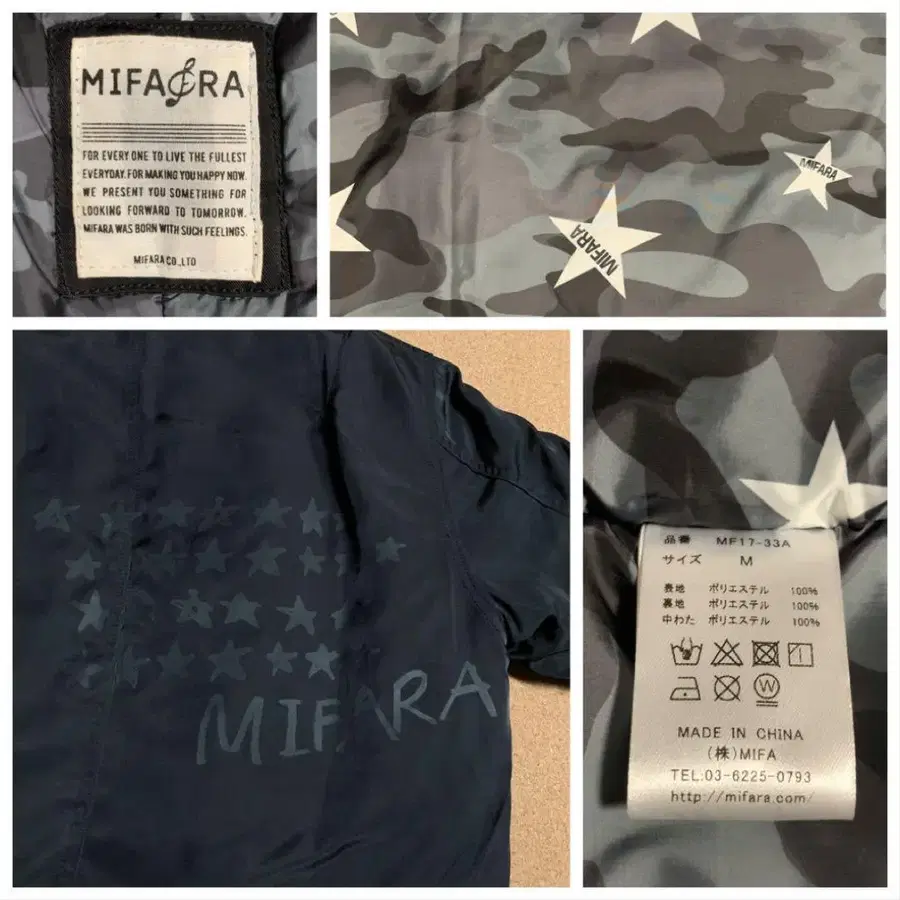 MIFARA
FOR EVERY ONE TO LIVE THE FULLEST
EVERYDAY. FOR MAKING YOU HAPPY NOW.
WE PRESENT YOU SOMETHING FOR
LOOKING FORWARD TO TOMORROW.
MIFARA WAS BORN WITH SUCH FEELINGS.
MIFARA CO.,LTD
MIFARA
MIFARA
MIFARA
品番 MF17-33A
サイズ M
表地 ポリエステル 100%
裏地 ポリエステル 100%
中わた ポリエステル 100%
W
MADE IN CHINA
(株)MIFA
TEL:03-6225-0793
http://mifara.com/